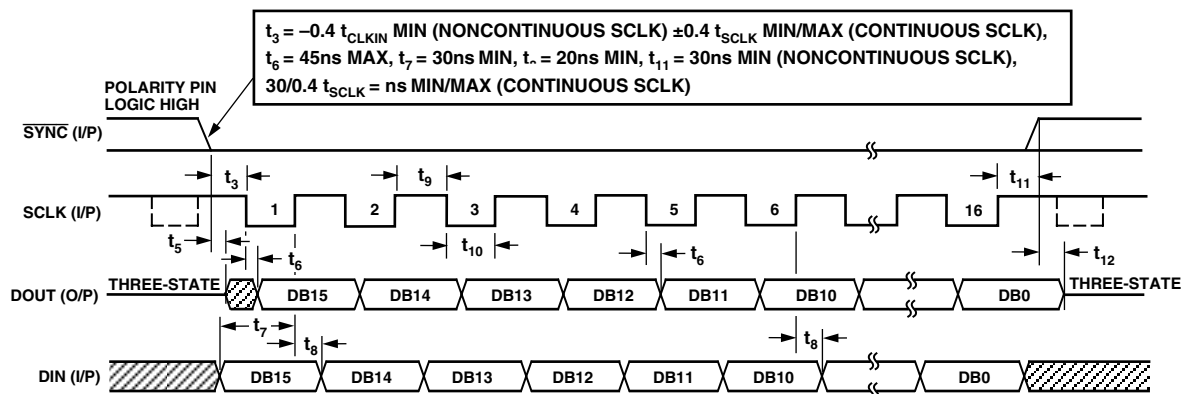 t3 = –0.4 tCLKIN MIN (NONCONTINUOUS SCLK) ±0.4 tSCLK MIN/MAX (CONTINUOUS SCLK),
t6 = 45ns MAX, t7 = 30ns MIN, = 20ns MIN, t11 = 30ns MIN (NONCONTINUOUS SCLK),
30/0.4 tSCLK = ns MIN/MAX (CONTINUOUS SCLK)
POLARITY PIN
LOGIC HIGH
SYNC (I/P)
t3 t9 t11
SCLK (I/P) 1 2 3 4 5 6 16
t5 t6 t10 t6 t12
THREE-STATE THREE-STATE
DOUT (O/P) DB15 DB14 DB13 DB12 DB11 DB10 DB0
t7 t8 t8
DIN (I/P) DB15 DB14 DB13 DB12 DB11 DB10 DB0